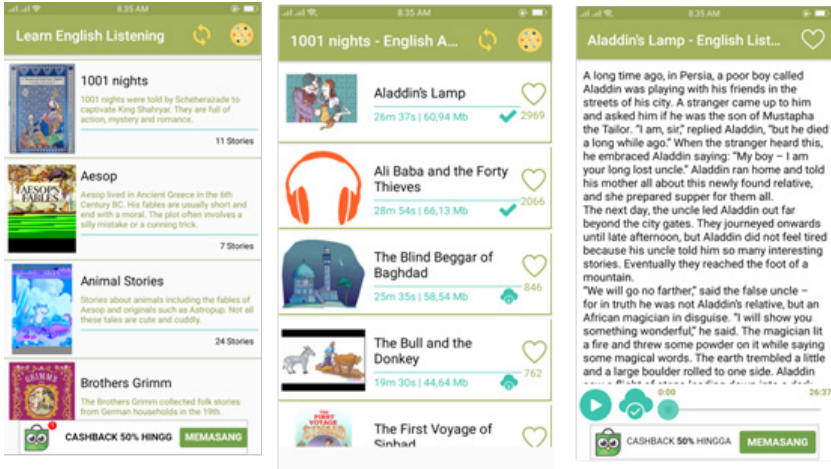 8.35 AM
Learn English Listening
1001 nights
1001 nights were told by Scheherazade to
captivate King Shahryar. They are full of
action, mystery and romance.
11 Stories
AESOP'S
FABLES
Aesop
Aesop lived in Ancient Greece in the 6th
Century BC. His fables are usually short and
end with a moral. The plot often involves a
silly mistake or a cunning trick.
7 Stories
Animal Stories
Stories about animals including the fables of
Aesop and originals such as Astropup. Not all
these tales are cute and cuddly.
24 Stories
GRIMM
Brothers Grimm
The Brothers Grimm collected folk stories
from German households in the 19th.
CASHBACK 50% HINGG
MEMASANG
8.35 AM
1001 nights - English A...
Aladdin's Lamp
26m 37s | 60,94 Mb
2969
Ali Baba and the Forty
Thieves
28m 54s | 66,13 Mb
2066
The Blind Beggar of
Baghdad
25m 35s | 58,54 Mb
846
The Bull and the
Donkey
19m 30s | 44,64 Mb
762
THE
FIRST
VOYAGE
OF
SINBAD
The First Voyage of
Sinbad
8.35 AM
Aladdin's Lamp - English List...
A long time ago, in Persia, a poor boy called
Aladdin was playing with his friends in the
streets of his city. A stranger came up to him
and asked him if he was the son of Mustapha
the Tailor. "I am, sir," replied Aladdin, "but he died
a long while ago." When the stranger heard this,
he embraced Aladdin saying: "My boy – I am
your long lost uncle." Aladdin ran home and told
his mother all about this newly found relative,
and she prepared supper for them all.
The next day, the uncle led Aladdin out far
beyond the city gates. They journeyed onwards
until late afternoon, but Aladdin did not feel tired
because his uncle told him so many interesting
stories. Eventually they reached the foot of a
mountain.
"We will go no farther," said the false uncle –
for in truth he was not Aladdin's relative, but an
African magician in disguise. "I will show you
something wonderful," he said. The magician lit
a fire and threw some powder on it while saying
some magical words. The earth trembled a little
and a large boulder rolled to one side. Aladdin
0:00
26:37
CASHBACK 50% HINGGA
MEMASANG